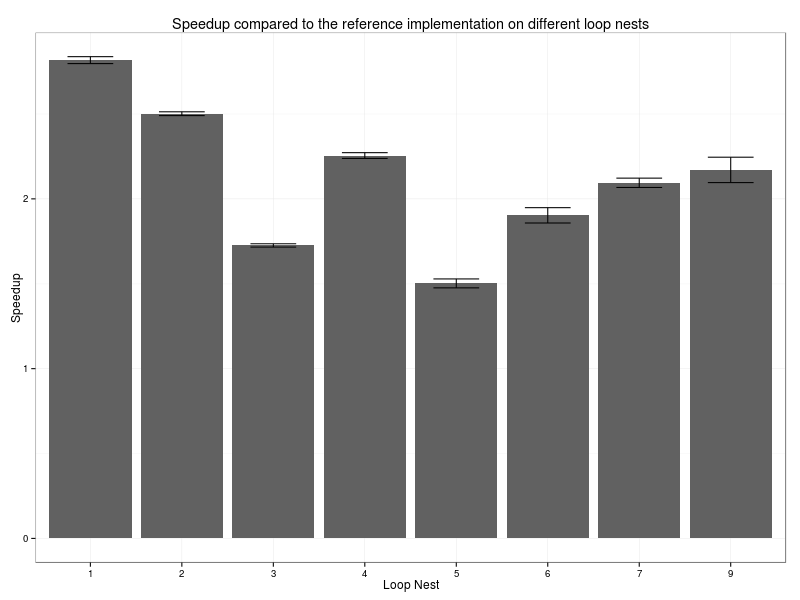 Speedup compared to the reference implementation on different loop nests
2
1
0
Speedup
1 2 3 4 5 6 7 9
Loop Nest